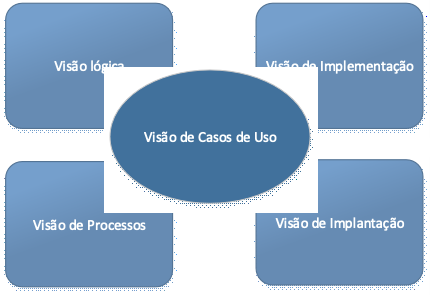 Visão lógica
Visão de Implementação
Visão de Casos de Uso
Visão de Processos
Visão de Implantação